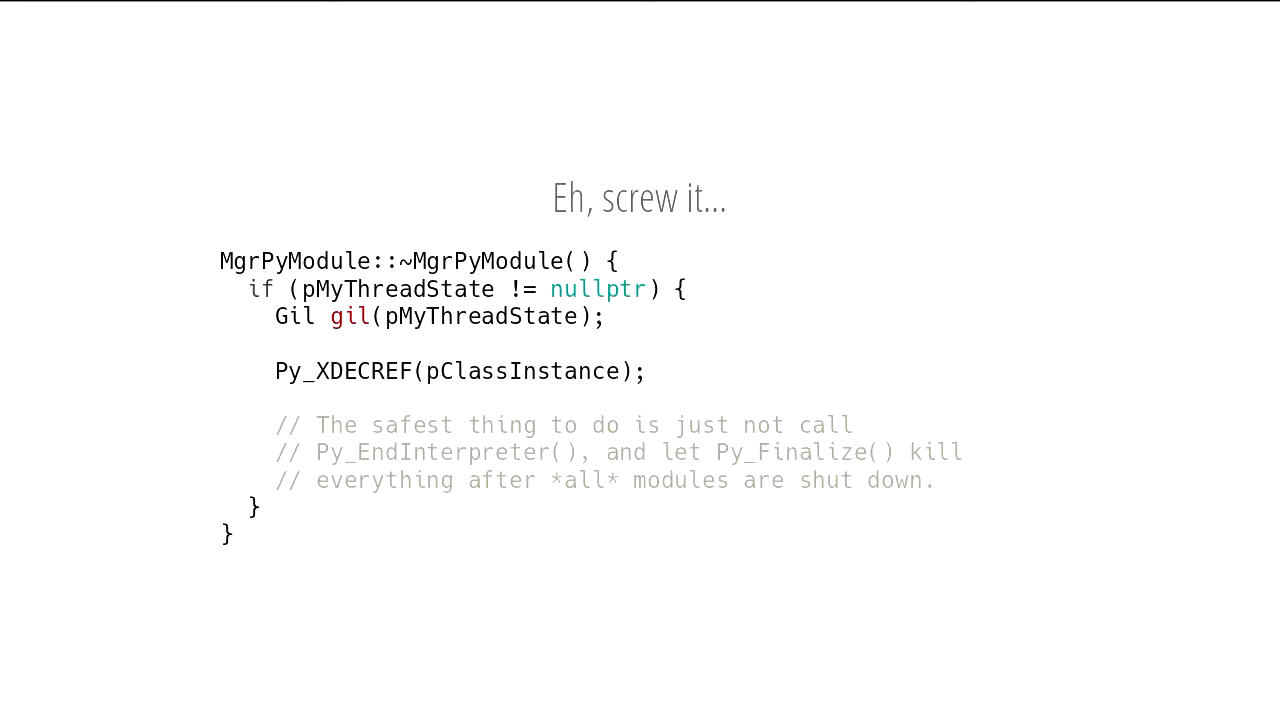 Eh, screw it...
MgrPyModule::~MgrPyModule() {
  if (pMyThreadState != nullptr) {
    Gil gil(pMyThreadState);
    Py_XDECREF(pClassInstance);
    // The safest thing to do is just not call
    // Py_EndInterpreter(), and let Py_Finalize() kill
    // everything after *all* modules are shut down.
  }
}